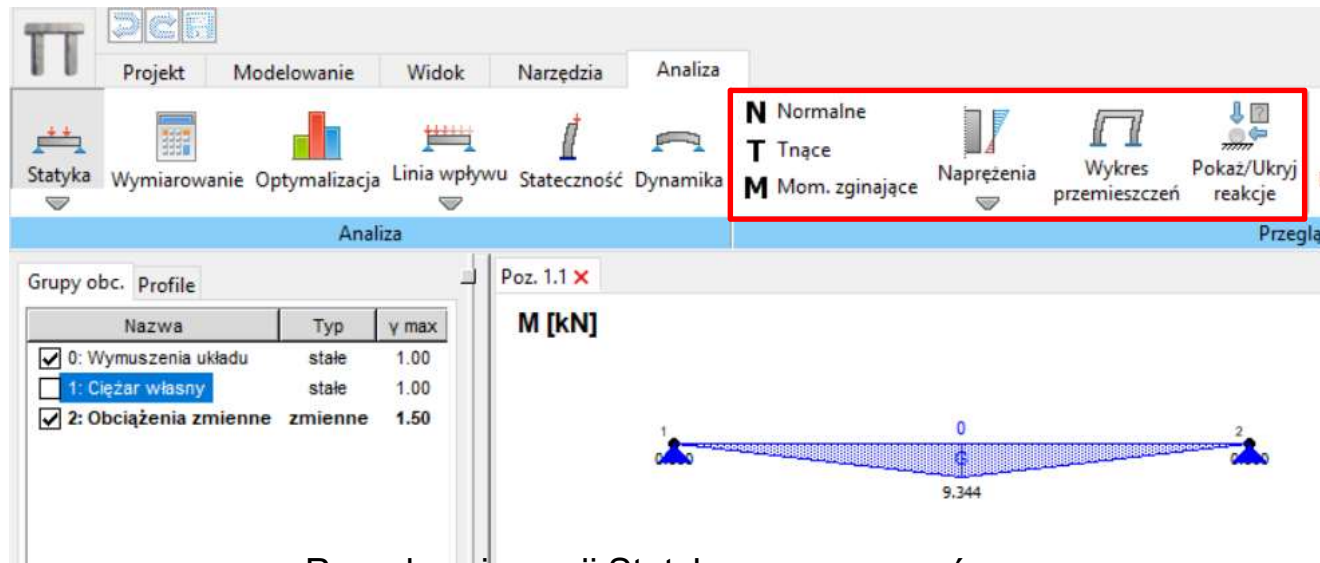 Projekt Modelowanie Widok Narzędzia Analiza
Statyka Wymiarowanie Optymalizacja Linia wpływu Stateczność Dynamika
N Normalne
T Tnące
M Mom. zginające
Naprężenia
Wykres
przemieszczeń
Pokaż/Ukryj
reakcje
Analiza
Grupy obc. Profile
Poz. 1.1
Nazwa Typ γ max
0: Wymuszenia układu stałe 1.00
1: Ciężar własny stałe 1.00
2: Obciążenia zmienne zmienne 1.50
M [kN]
1 0 2
9.344